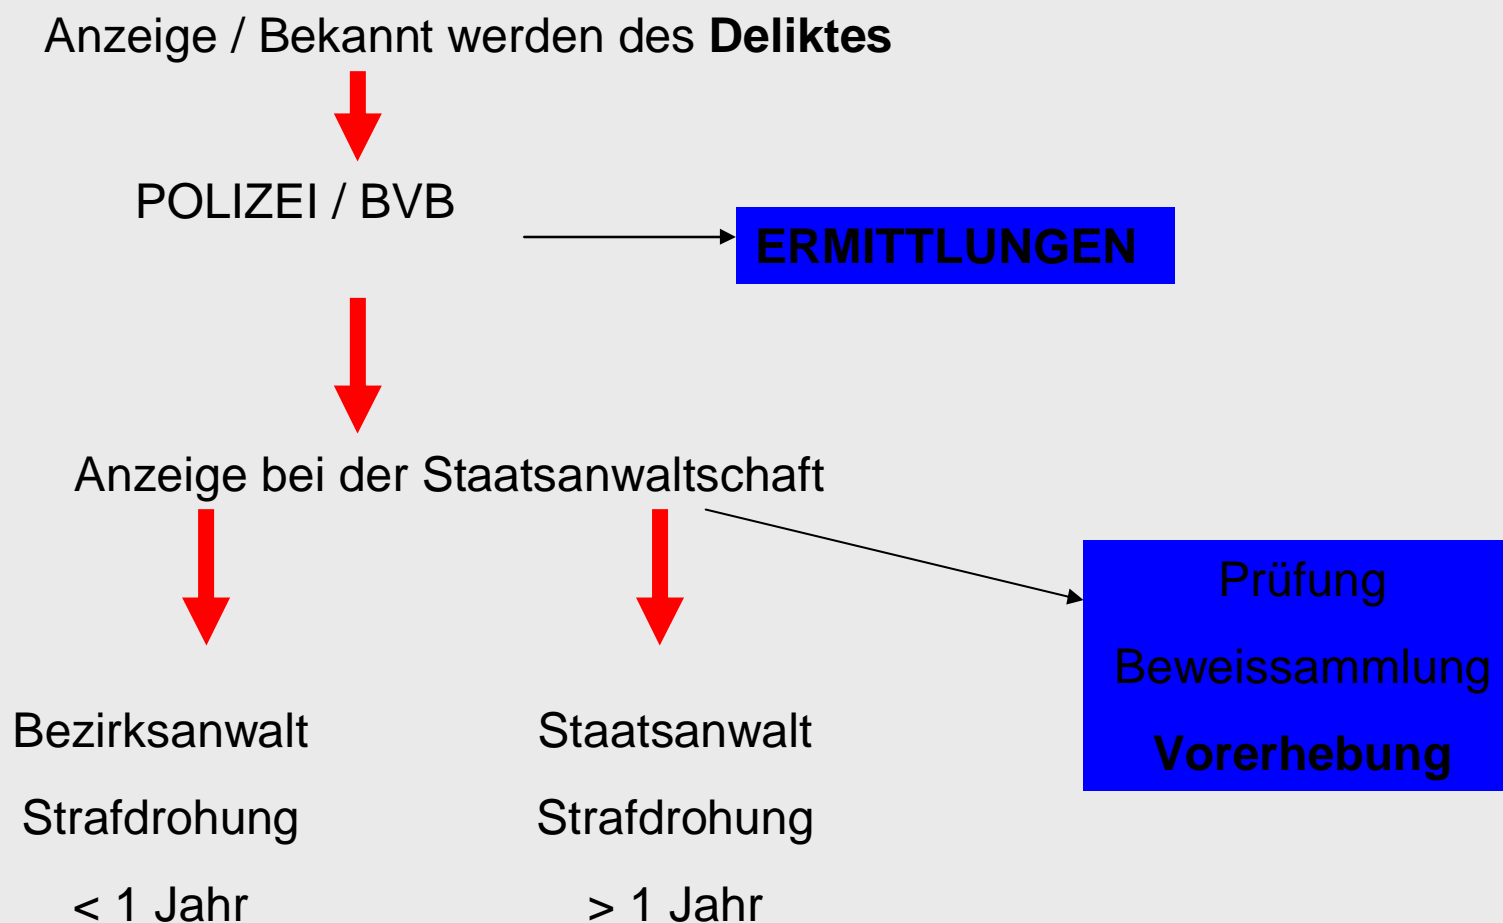 Anzeige / Bekannt werden des Deliktes
POLIZEI / BVB
ERMITTLUNGEN
Anzeige bei der Staatsanwaltschaft
Prüfung
Beweissammlung
Vorerhebung
Bezirksanwalt
Strafdrohung
< 1 Jahr
Staatsanwalt
Strafdrohung
> 1 Jahr